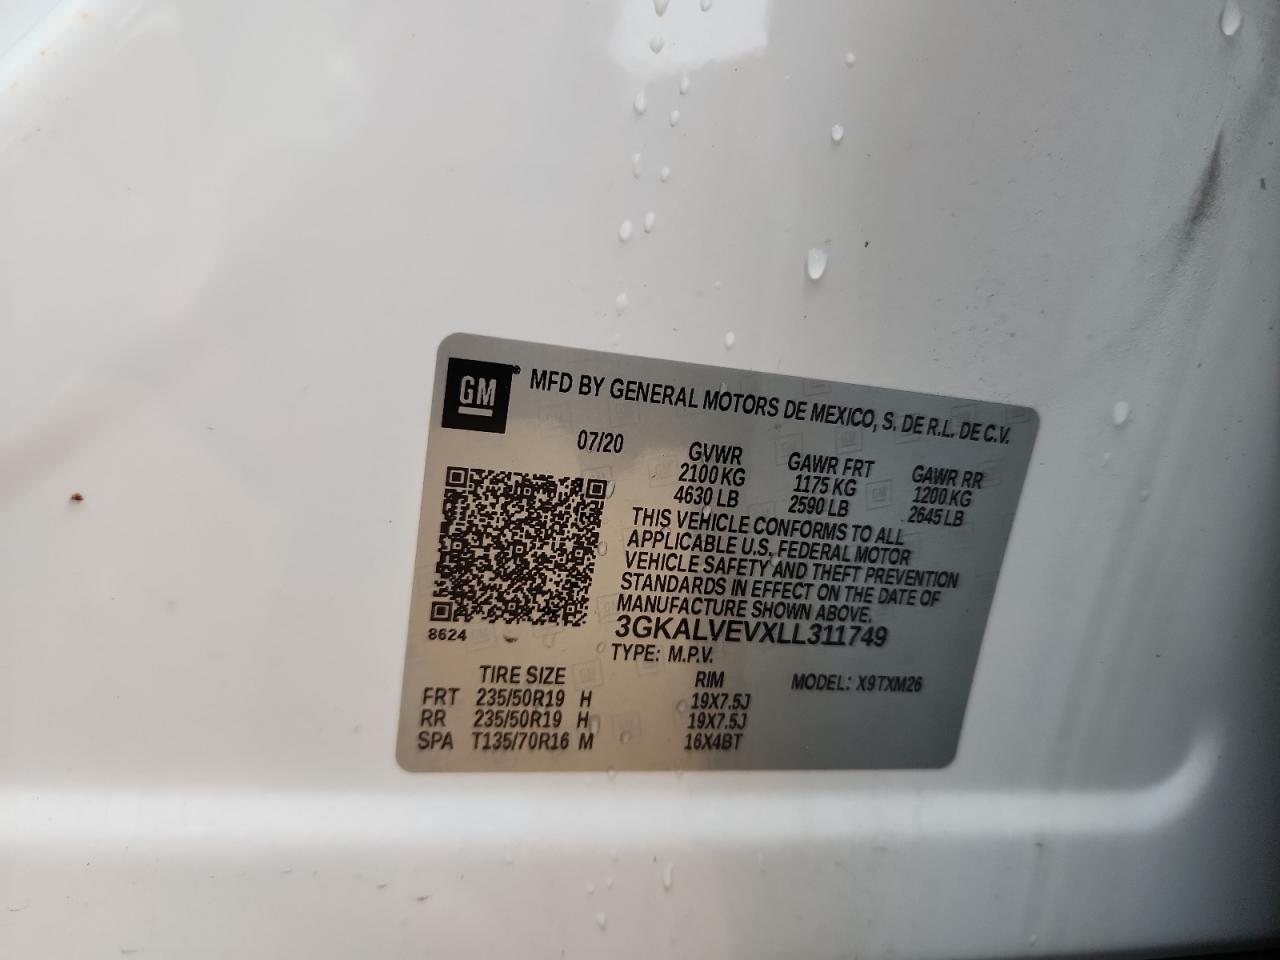 GM
MFD BY GENERAL MOTORS DE MEXICO, S. DE R.L. DE C.V.
07/20 GVWR GAWR FRT GAWR RR
2100 KG 1175 KG 1200 KG
4630 LB 2590 LB 2645 LB
THIS VEHICLE CONFORMS TO ALL
APPLICABLE U.S. FEDERAL MOTOR
VEHICLE SAFETY AND THEFT PREVENTION
STANDARDS IN EFFECT ON THE DATE OF
MANUFACTURE SHOWN ABOVE.
8624 3GKALVEVXLL311749
TYPE: M.P.V.
TIRE SIZE RIM MODEL: X9TXM26
FRT 235/50R19 H 19X7.5J
RR 235/50R19 H 19X7.5J
SPA T135/70R16 M 16X4BT